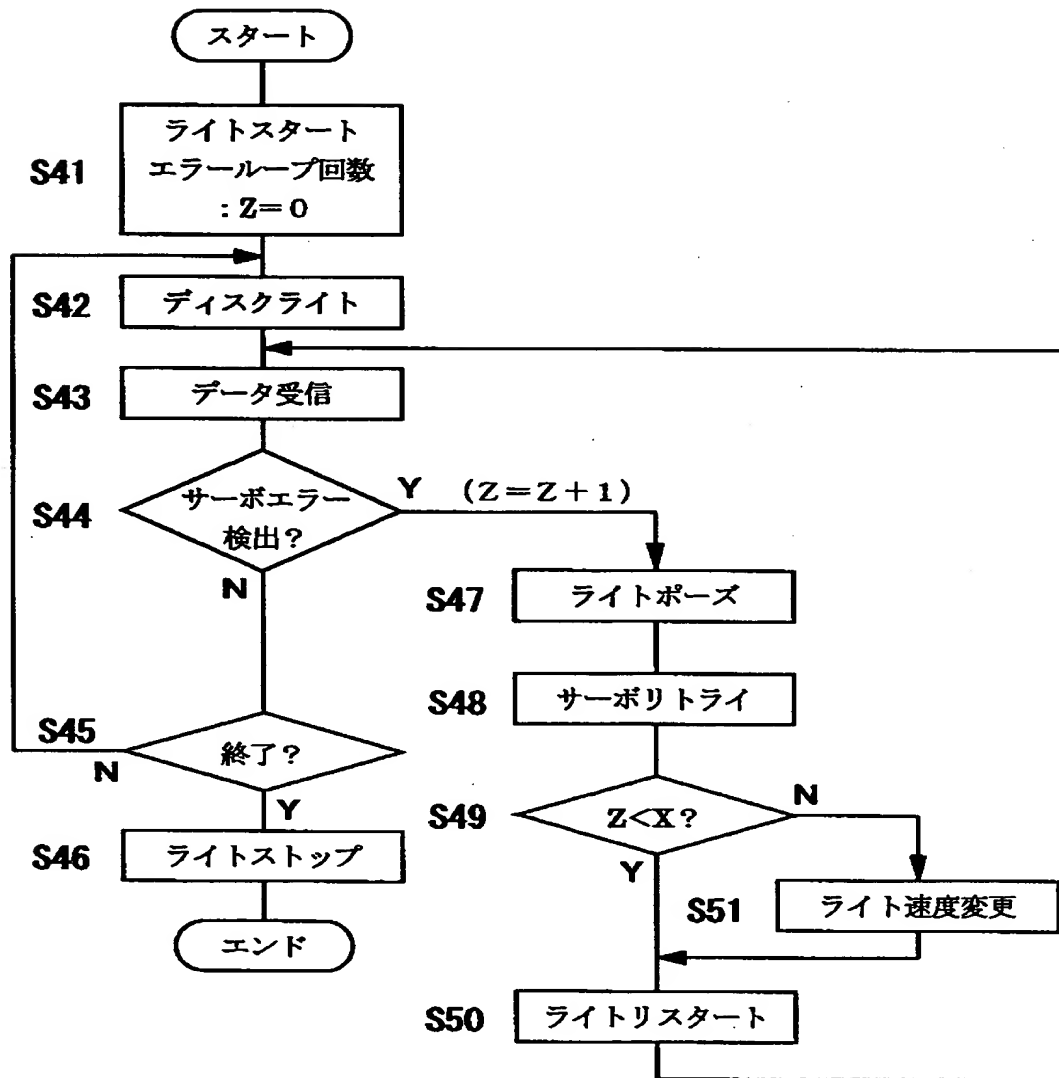 スタート
S41
ライトスタート
エラーループ回数
:Z=0
S42
ディスクライト
S43
データ受信
S44
サーボエラー
検出?
Y
(Z=Z+1)
N
S45
終了?
N
Y
S46
ライトストップ
エンド
S47
ライトポーズ
S48
サーボリトライ
S49
Z<X?
N
Y
S51
ライト速度変更
S50
ライトリスタート